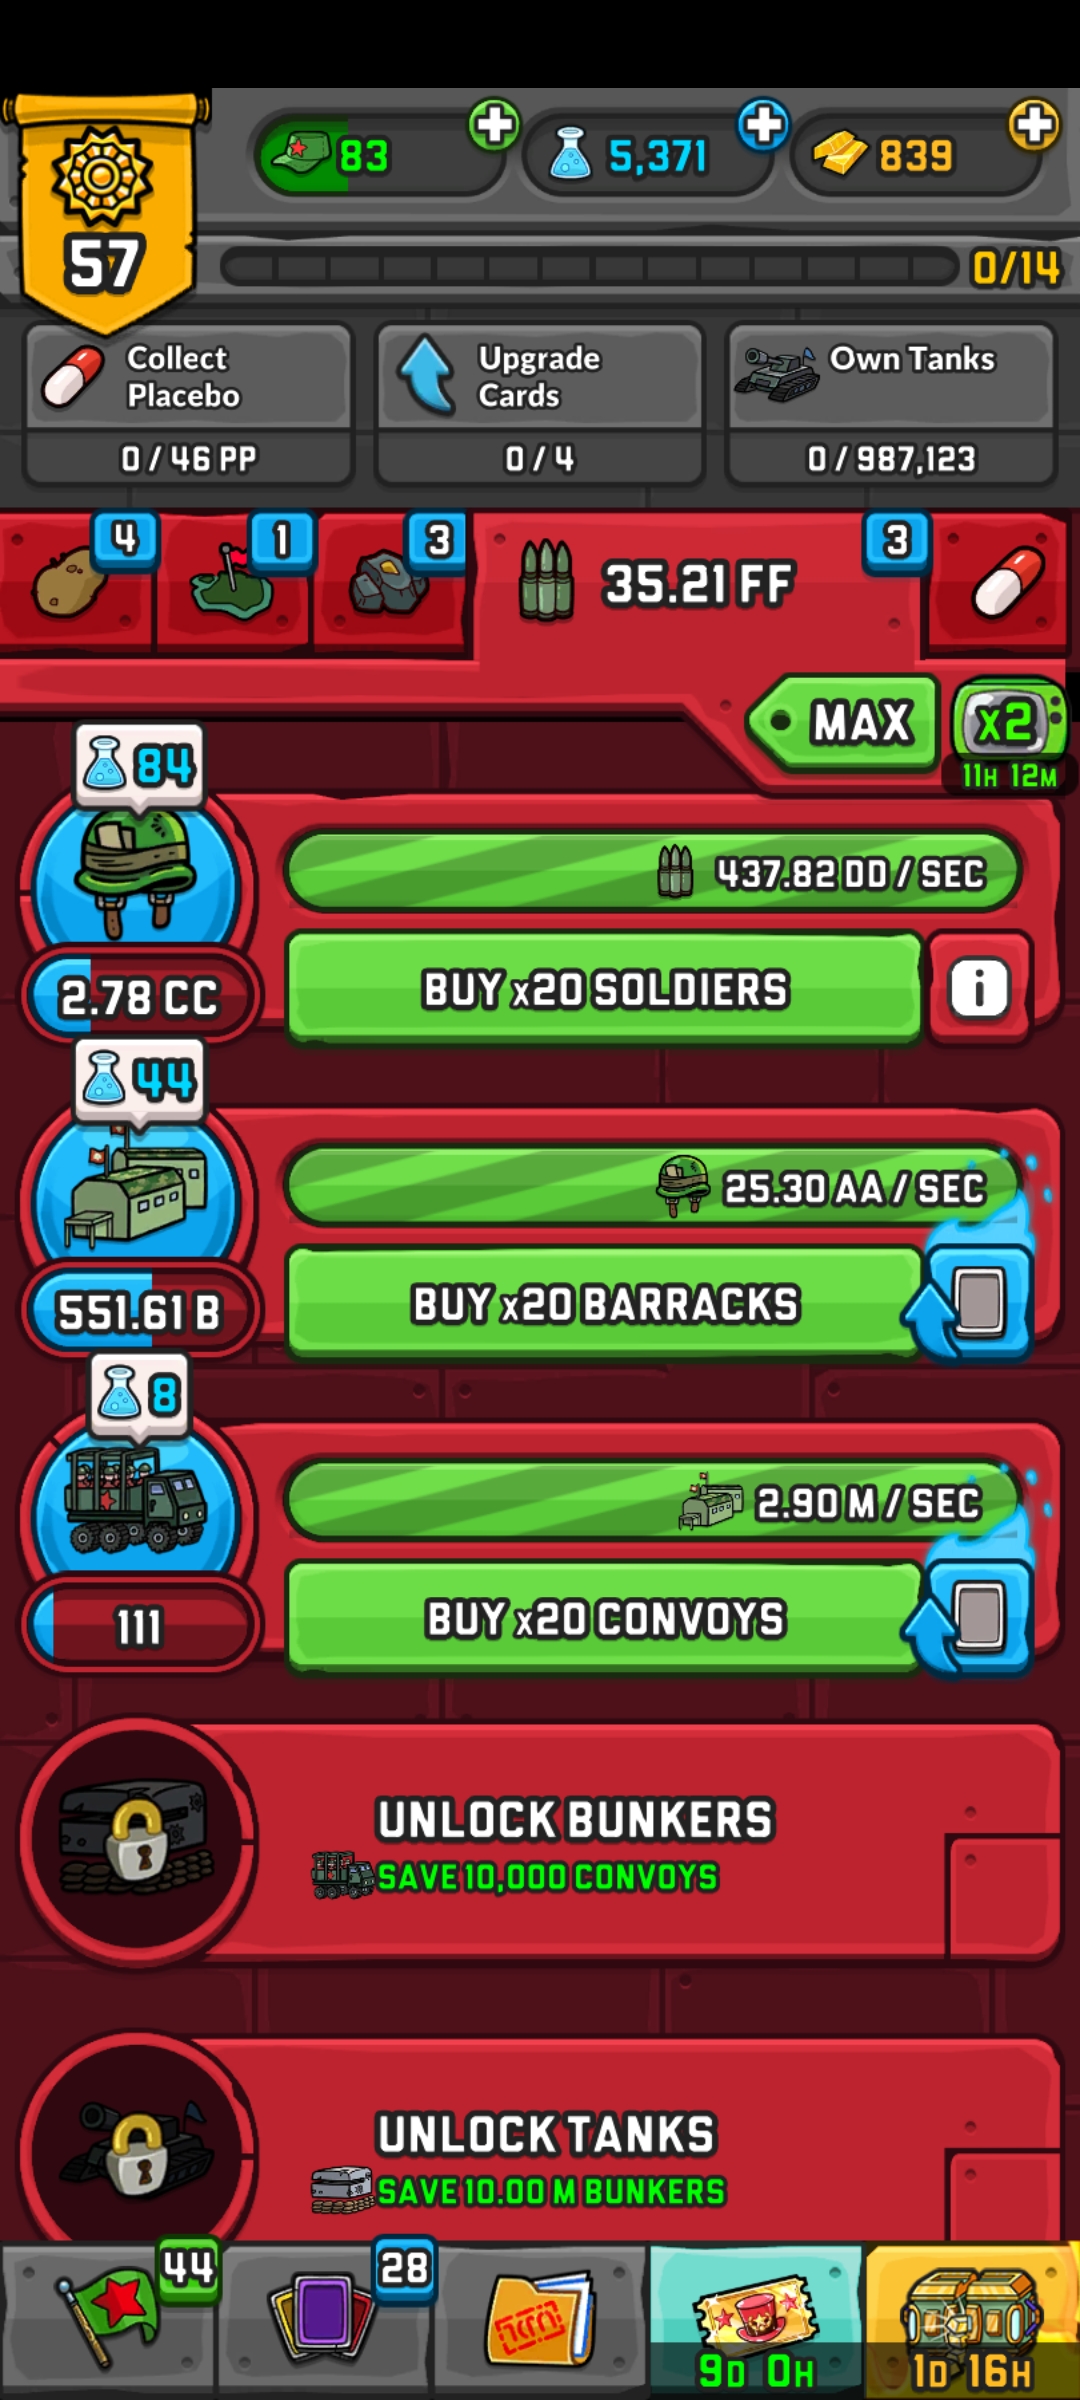 83
5,371
839
57
0/14
Collect
Placebo
0 / 46 PP
Upgrade
Cards
0 / 4
Own Tanks
0 / 987,123
4
1
3
35.21 FF
3
MAX
x2
11H 12M
84
437.82 DD / SEC
2.78 CC
BUY x20 SOLDIERS
i
44
25.30 AA / SEC
551.61 B
BUY x20 BARRACKS
8
2.90 M / SEC
111
BUY x20 CONVOYS
UNLOCK BUNKERS
SAVE 10,000 CONVOYS
UNLOCK TANKS
SAVE 10.00 M BUNKERS
44
28
9D 0H
1D 16H